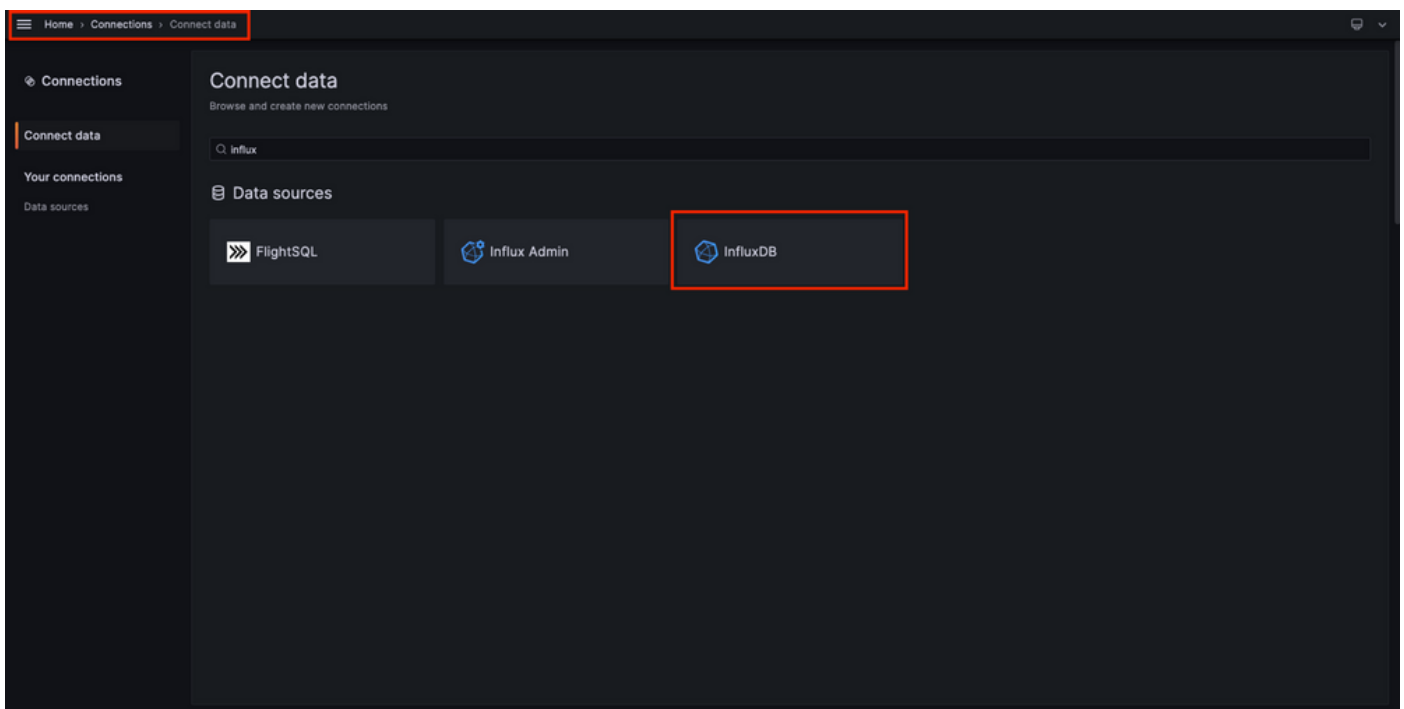 Home › Connections › Connect data
Connections
Connect data
Your connections
Data sources
Connect data
Browse and create new connections
influx
Data sources
FlightSQL
Influx Admin
InfluxDB